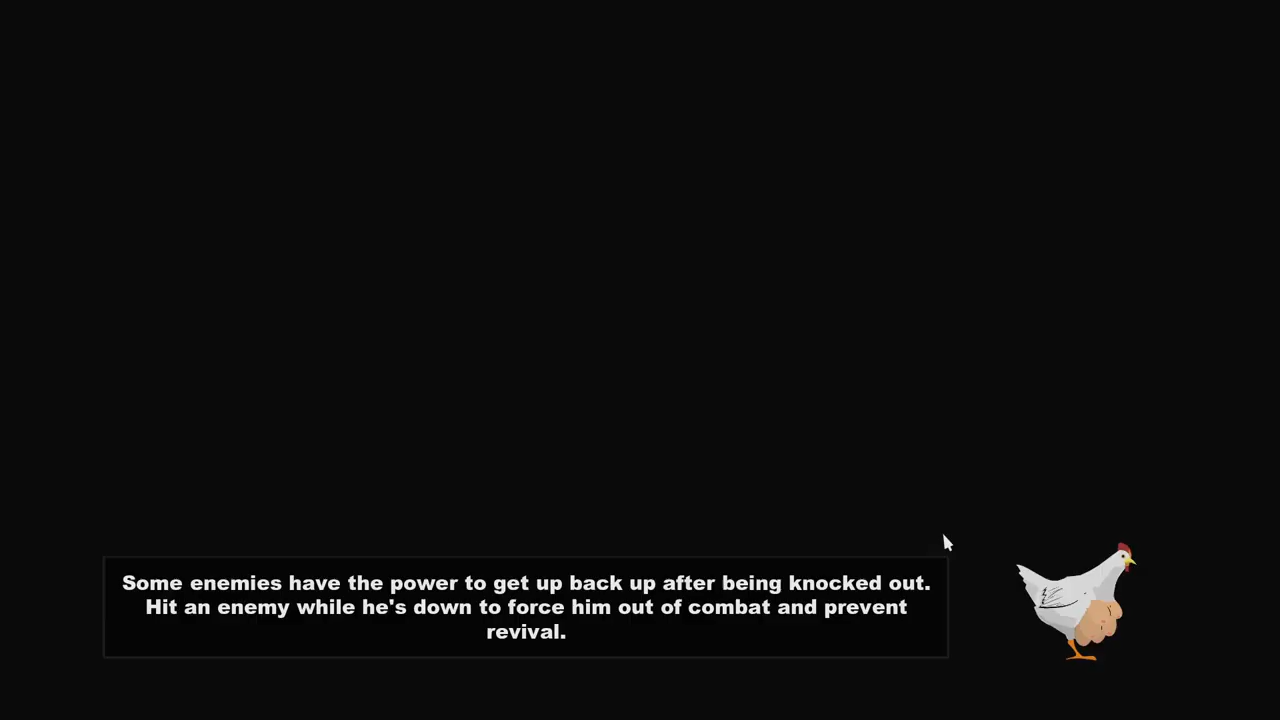 Some enemies have the power to get up back up after being knocked out.
Hit an enemy while he's down to force him out of combat and prevent
revival.